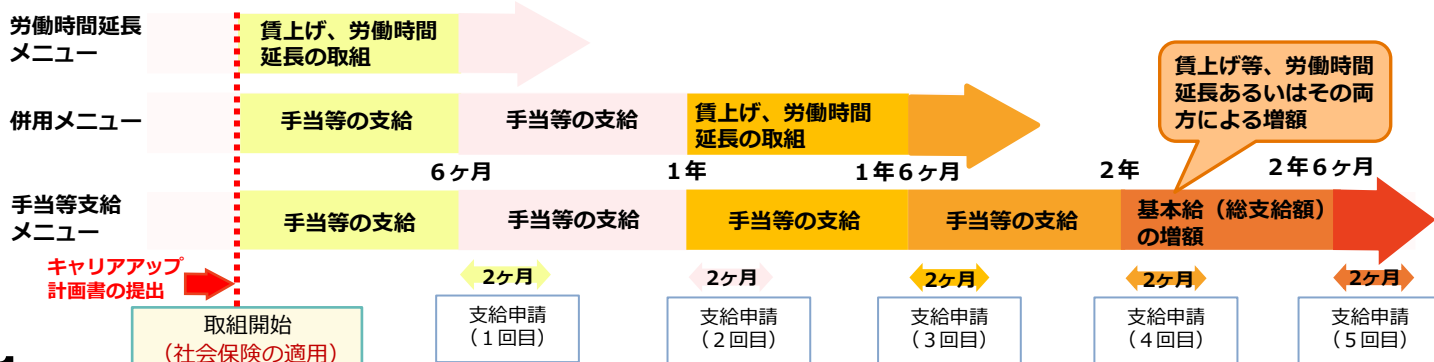 労働時間延長
メニュー
賃上げ、労働時間
延長の取組
賃上げ等、労働時間
延長あるいはその両
方による増額
併用メニュー
手当等の支給
手当等の支給
賃上げ、労働時間
延長の取組
6ヶ月
1年
1年6ヶ月
2年
2年6ヶ月
手当等支給
メニュー
手当等の支給
手当等の支給
手当等の支給
手当等の支給
基本給（総支給額）
の増額
キャリアアップ
計画書の提出
2ヶ月
2ヶ月
2ヶ月
2ヶ月
2ヶ月
取組開始
（社会保険の適用）
支給申請
（１回目）
支給申請
（２回目）
支給申請
（３回目）
支給申請
（４回目）
支給申請
（５回目）